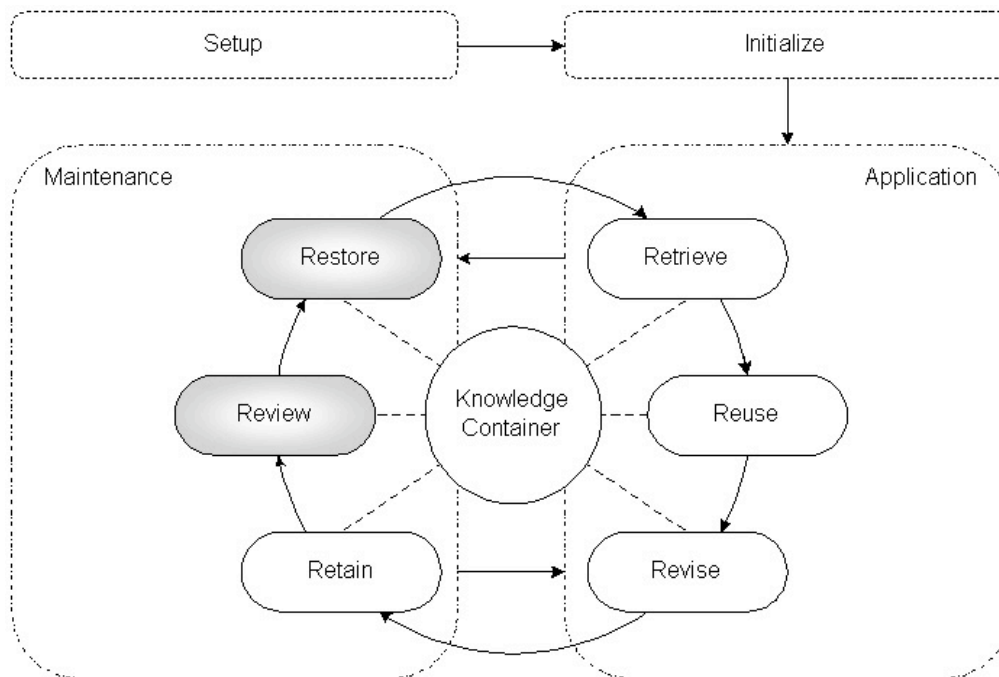 Setup
Initialize
Maintenance
Application
Restore
Retrieve
Review
Knowledge
Container
Reuse
Retain
Revise